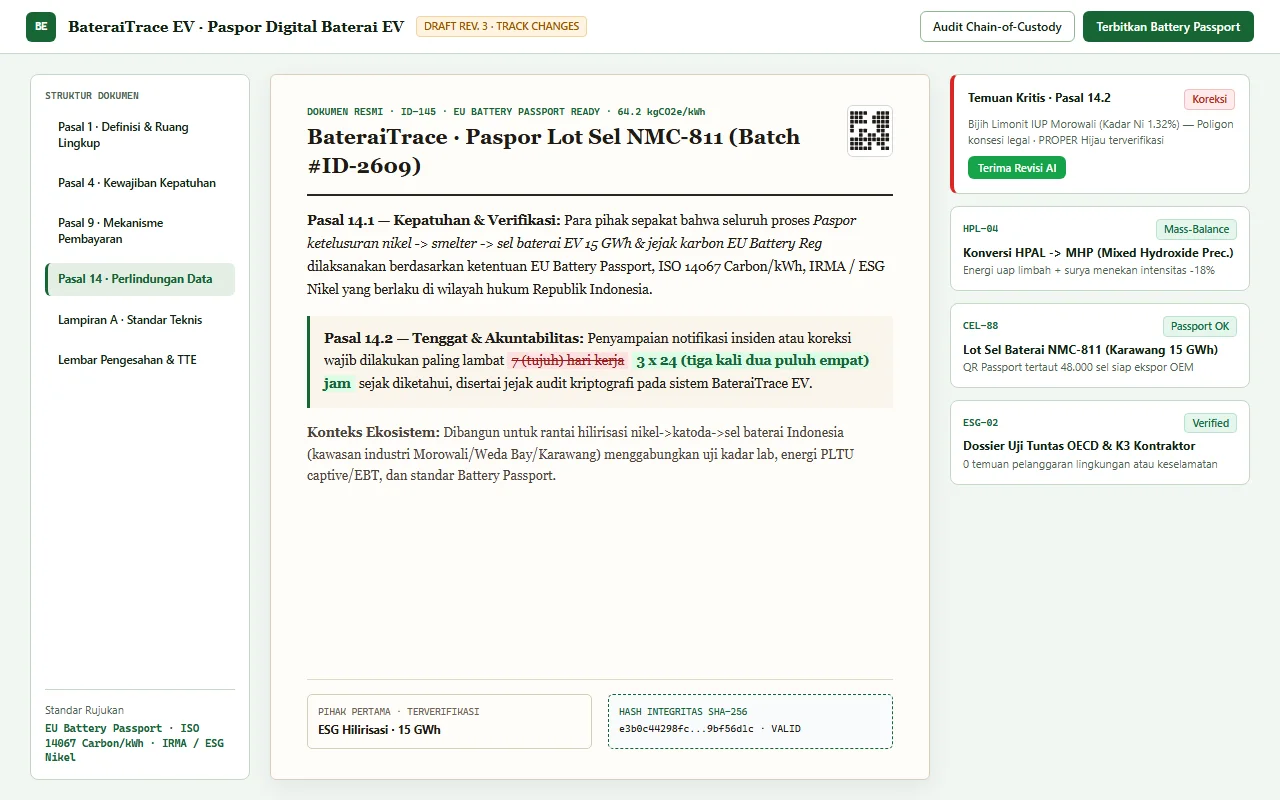 BE
BateraiTrace EV · Paspor Digital Baterai EV
DRAFT REV. 3 · TRACK CHANGES
Audit Chain-of-Custody
Terbitkan Battery Passport
STRUKTUR DOKUMEN
Pasal 1 · Definisi & Ruang
Lingkup
Pasal 4 · Kewajiban Kepatuhan
Pasal 9 · Mekanisme
Pembayaran
Pasal 14 · Perlindungan Data
Lampiran A · Standar Teknis
Lembar Pengesahan & TTE
Standar Rujukan
EU Battery Passport · ISO
14067 Carbon/kWh · IRMA / ESG
Nikel
DOKUMEN RESMI · ID-145 · EU BATTERY PASSPORT READY · 64.2 kgCO2e/kWh
BateraiTrace · Paspor Lot Sel NMC-811 (Batch
#ID-2609)
Pasal 14.1 — Kepatuhan & Verifikasi: Para pihak sepakat bahwa seluruh proses Paspor
ketelusuran nikel -> smelter -> sel baterai EV 15 GWh & jejak karbon EU Battery Reg
dilaksanakan berdasarkan ketentuan EU Battery Passport, ISO 14067 Carbon/kWh, IRMA / ESG
Nikel yang berlaku di wilayah hukum Republik Indonesia.
Pasal 14.2 — Tenggat & Akuntabilitas: Penyampaian notifikasi insiden atau koreksi
wajib dilakukan paling lambat 7 (tujuh) hari kerja 3 x 24 (tiga kali dua puluh empat)
jam sejak diketahui, disertai jejak audit kriptografi pada sistem BateraiTrace EV.
Konteks Ekosistem: Dibangun untuk rantai hilirisasi nikel->katoda->sel baterai Indonesia
(kawasan industri Morowali/Weda Bay/Karawang) menggabungkan uji kadar lab, energi PLTU
captive/EBT, dan standar Battery Passport.
PIHAK PERTAMA · TERVERIFIKASI
ESG Hilirisasi · 15 GWh
HASH INTEGRITAS SHA-256
e3b0c44298fc...9bf56d1c · VALID
Temuan Kritis · Pasal 14.2
Koreksi
Bijih Limonit IUP Morowali (Kadar Ni 1.32%) — Poligon
konsesi legal · PROPER Hijau terverifikasi
Terima Revisi AI
HPL-04
Mass-Balance
Konversi HPAL -> MHP (Mixed Hydroxide Prec.)
Energi uap limbah + surya menekan intensitas -18%
CEL-88
Passport OK
Lot Sel Baterai NMC-811 (Karawang 15 GWh)
QR Passport tertaut 48.000 sel siap ekspor OEM
ESG-02
Verified
Dossier Uji Tuntas OECD & K3 Kontraktor
0 temuan pelanggaran lingkungan atau keselamatan